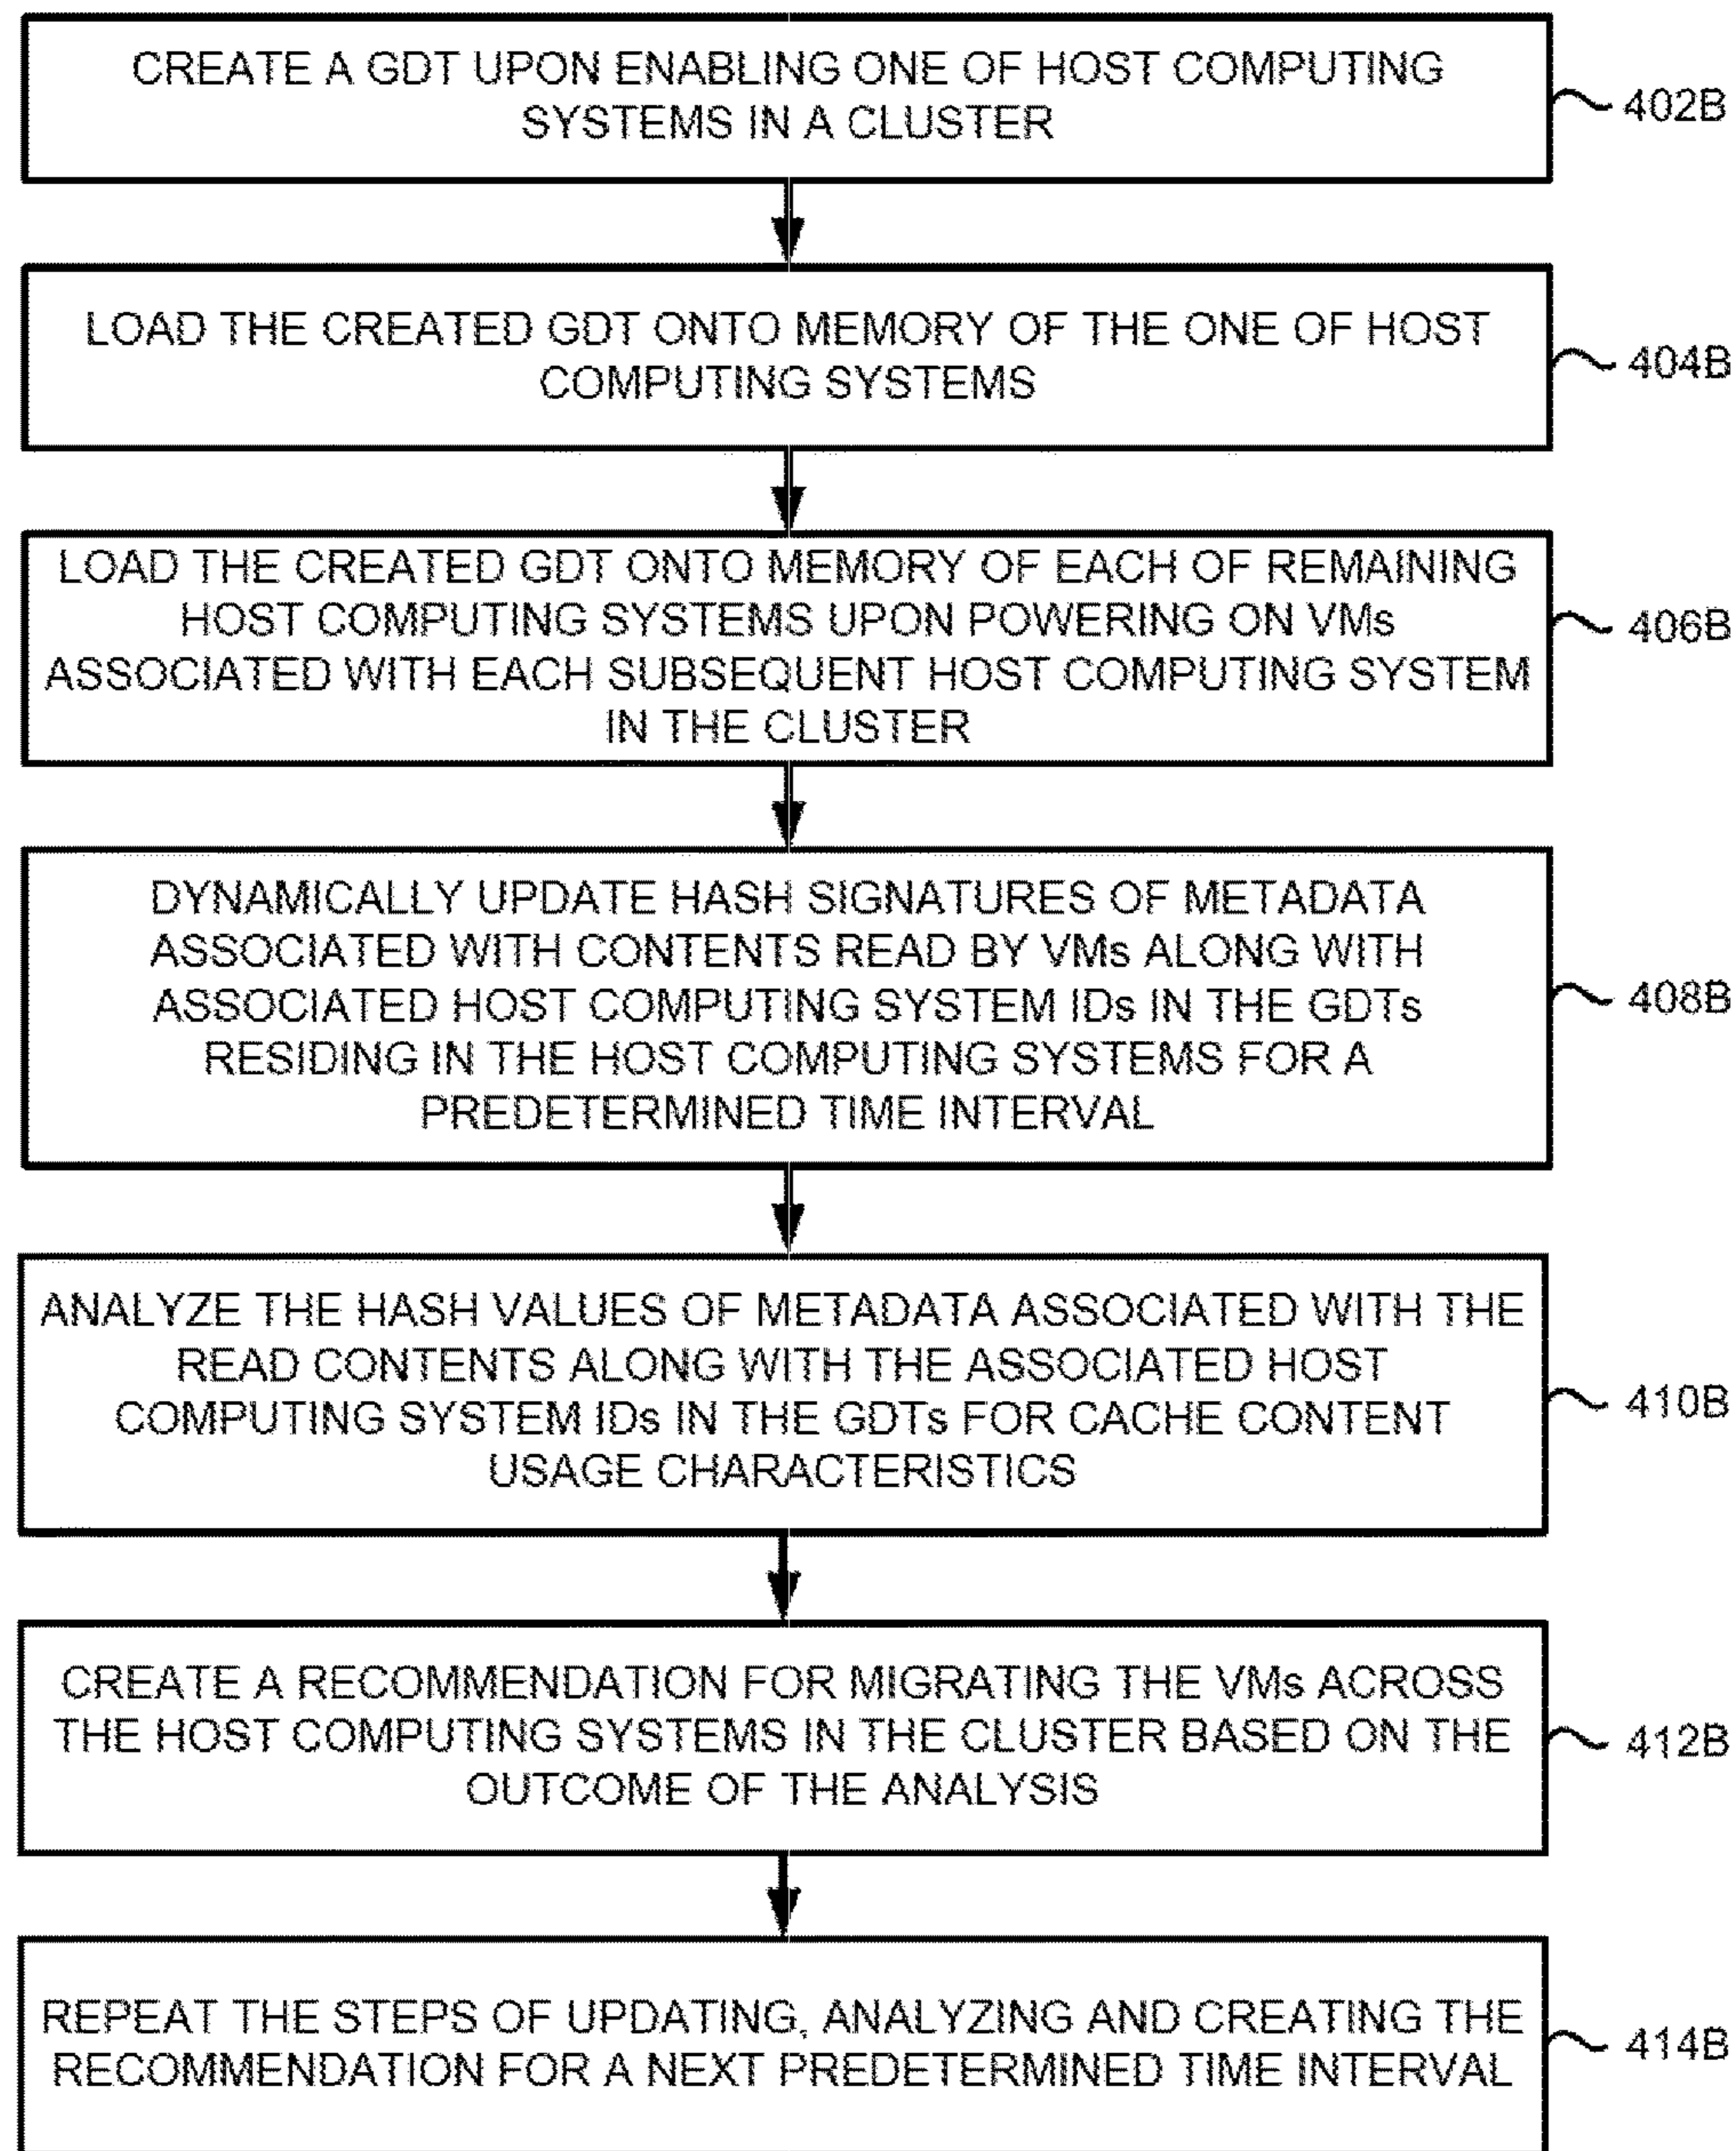 CREATE A GDT UPON ENABLING ONE OF HOST COMPUTING
SYSTEMS IN A CLUSTER
402B
LOAD THE CREATED GDT ONTO MEMORY OF THE ONE OF HOST
COMPUTING SYSTEMS
404B
LOAD THE CREATED GDT ONTO MEMORY OF EACH OF REMAINING
HOST COMPUTING SYSTEMS UPON POWERING ON VMs
ASSOCIATED WITH EACH SUBSEQUENT HOST COMPUTING SYSTEM
IN THE CLUSTER
406B
DYNAMICALLY UPDATE HASH SIGNATURES OF METADATA
ASSOCIATED WITH CONTENTS READ BY VMs ALONG WITH
ASSOCIATED HOST COMPUTING SYSTEM IDs IN THE GDTs
RESIDING IN THE HOST COMPUTING SYSTEMS FOR A
PREDETERMINED TIME INTERVAL
408B
ANALYZE THE HASH VALUES OF METADATA ASSOCIATED WITH THE
READ CONTENTS ALONG WITH THE ASSOCIATED HOST
COMPUTING SYSTEM IDs IN THE GDTs FOR CACHE CONTENT
USAGE CHARACTERISTICS
410B
CREATE A RECOMMENDATION FOR MIGRATING THE VMs ACROSS
THE HOST COMPUTING SYSTEMS IN THE CLUSTER BASED ON THE
OUTCOME OF THE ANALYSIS
412B
REPEAT THE STEPS OF UPDATING, ANALYZING AND CREATING THE
RECOMMENDATION FOR A NEXT PREDETERMINED TIME INTERVAL
414B